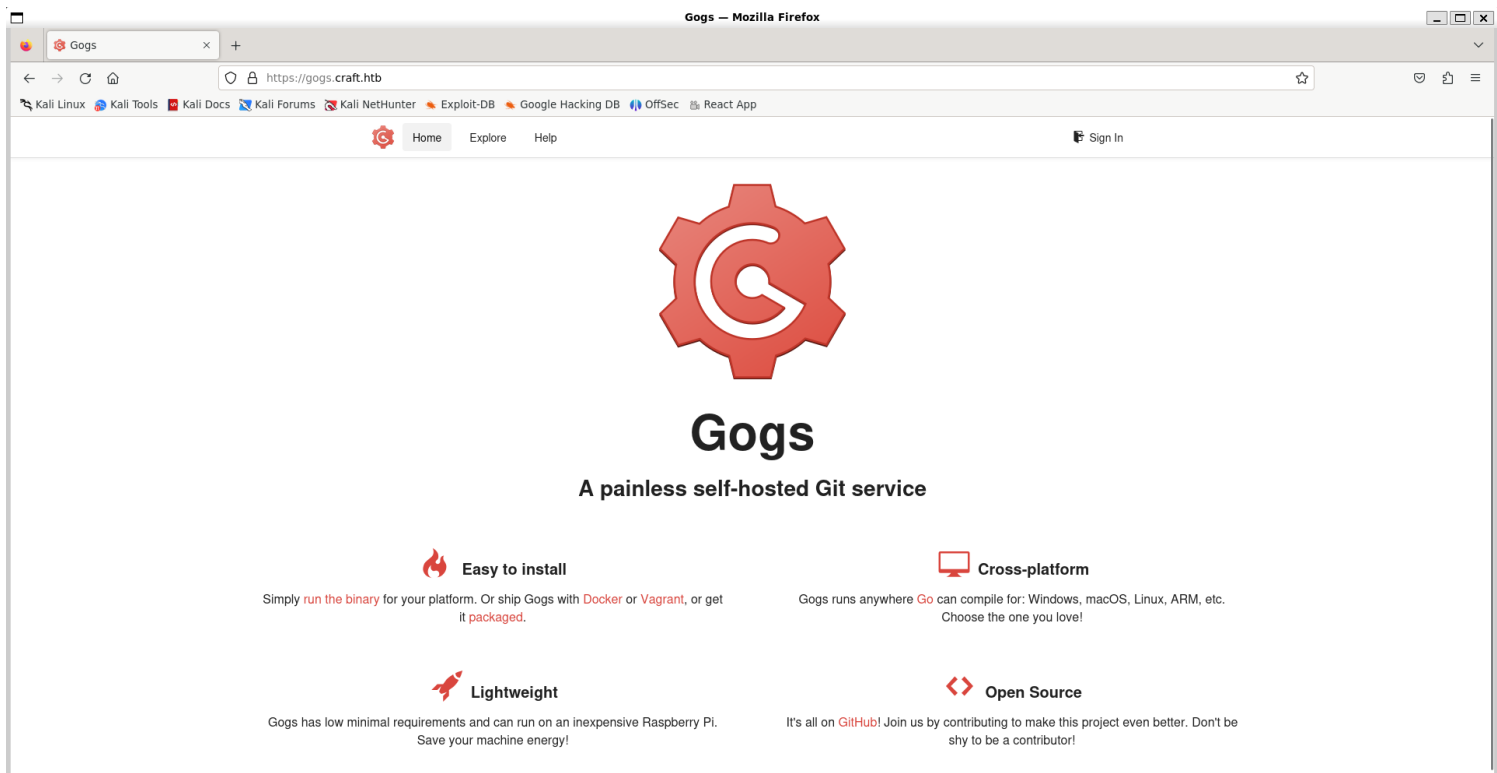 Gogs — Mozilla Firefox
Gogs
https://gogs.craft.htb
Kali Linux Kali Tools Kali Docs Kali Forums Kali NetHunter Exploit-DB Google Hacking DB OffSec React App
Home Explore Help Sign In
Gogs
A painless self-hosted Git service
Easy to install
Simply run the binary for your platform. Or ship Gogs with Docker or Vagrant, or get
it packaged.
Cross-platform
Gogs runs anywhere Go can compile for: Windows, macOS, Linux, ARM, etc.
Choose the one you love!
Lightweight
Gogs has low minimal requirements and can run on an inexpensive Raspberry Pi.
Save your machine energy!
Open Source
It's all on GitHub! Join us by contributing to make this project even better. Don't be
shy to be a contributor!